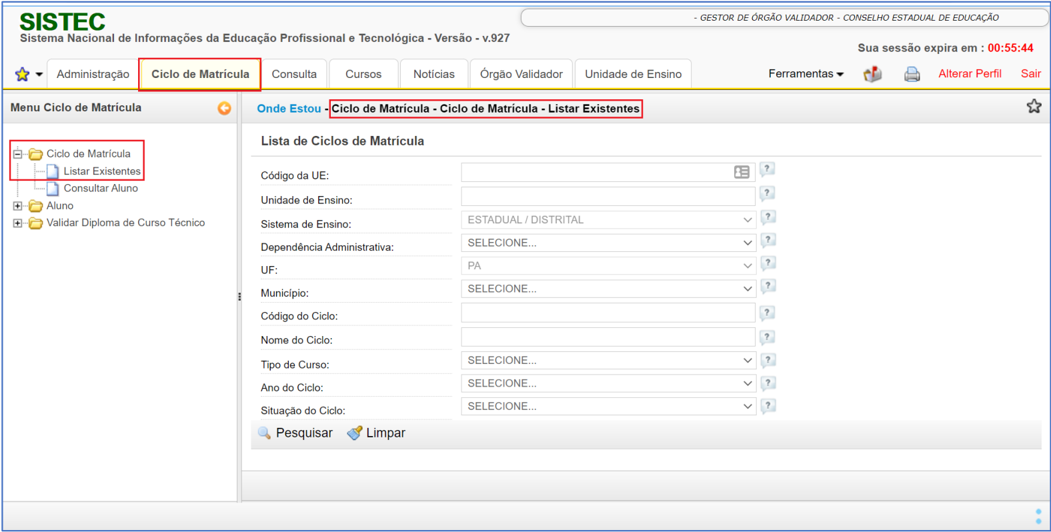 SISTEC
- GESTOR DE ÓRGÃO VALIDADOR - CONSELHO ESTADUAL DE EDUCAÇÃO
Sistema Nacional de Informações da Educação Profissional e Tecnológica - Versão - v.927
Sua sessão expira em : 00:55:44
Administração Ciclo de Matrícula Consulta Cursos Notícias Órgão Validador Unidade de Ensino Ferramentas Alterar Perfil Sair
Menu Ciclo de Matrícula
Onde Estou - Ciclo de Matrícula - Ciclo de Matrícula - Listar Existentes
Ciclo de Matrícula
Listar Existentes
Consultar Aluno
Aluno
Validar Diploma de Curso Técnico
Lista de Ciclos de Matrícula
Código da UE: ?
Unidade de Ensino: ?
Sistema de Ensino: ESTADUAL / DISTRITAL ?
Dependência Administrativa: SELECIONE... ?
UF: PA ?
Município: SELECIONE... ?
Código do Ciclo: ?
Nome do Ciclo: ?
Tipo de Curso: SELECIONE... ?
Ano do Ciclo: SELECIONE... ?
Situação do Ciclo: SELECIONE... ?
Pesquisar Limpar